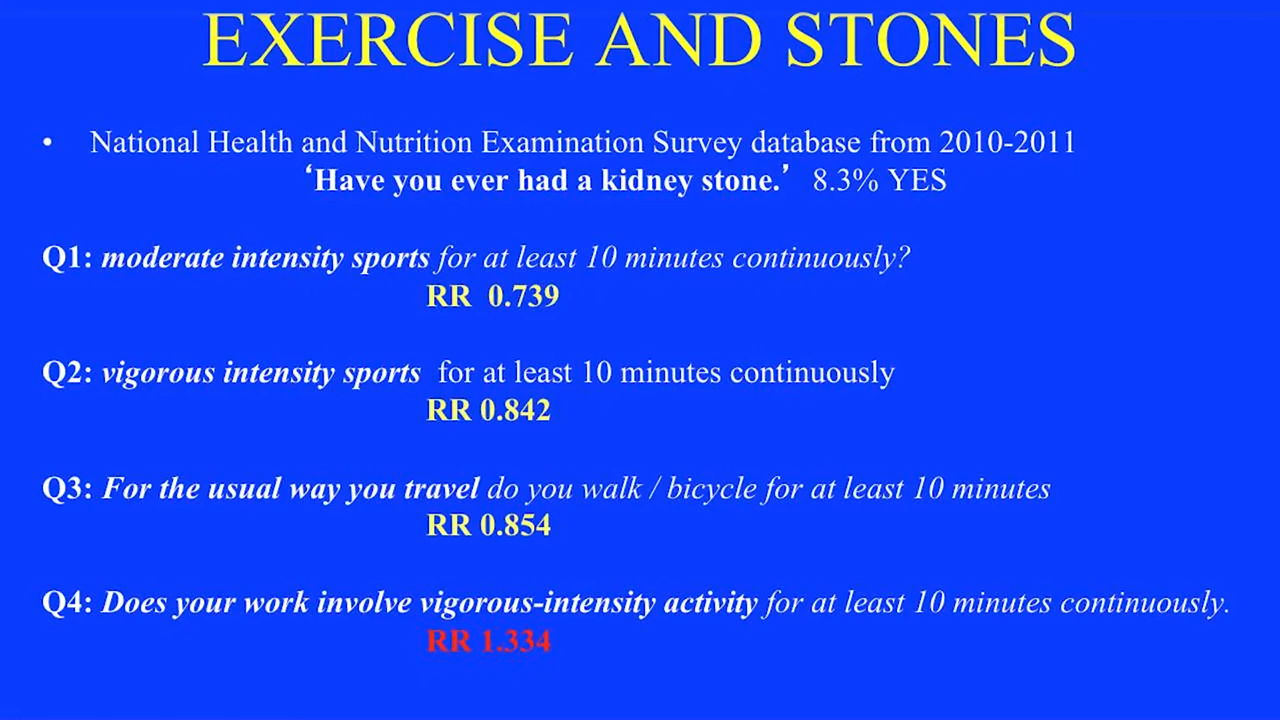 EXERCISE AND STONES
• National Health and Nutrition Examination Survey database from 2010-2011
‘Have you ever had a kidney stone.’ 8.3% YES
Q1: moderate intensity sports for at least 10 minutes continuously?
RR 0.739
Q2: vigorous intensity sports for at least 10 minutes continuously
RR 0.842
Q3: For the usual way you travel do you walk / bicycle for at least 10 minutes
RR 0.854
Q4: Does your work involve vigorous-intensity activity for at least 10 minutes continuously.
RR 1.334